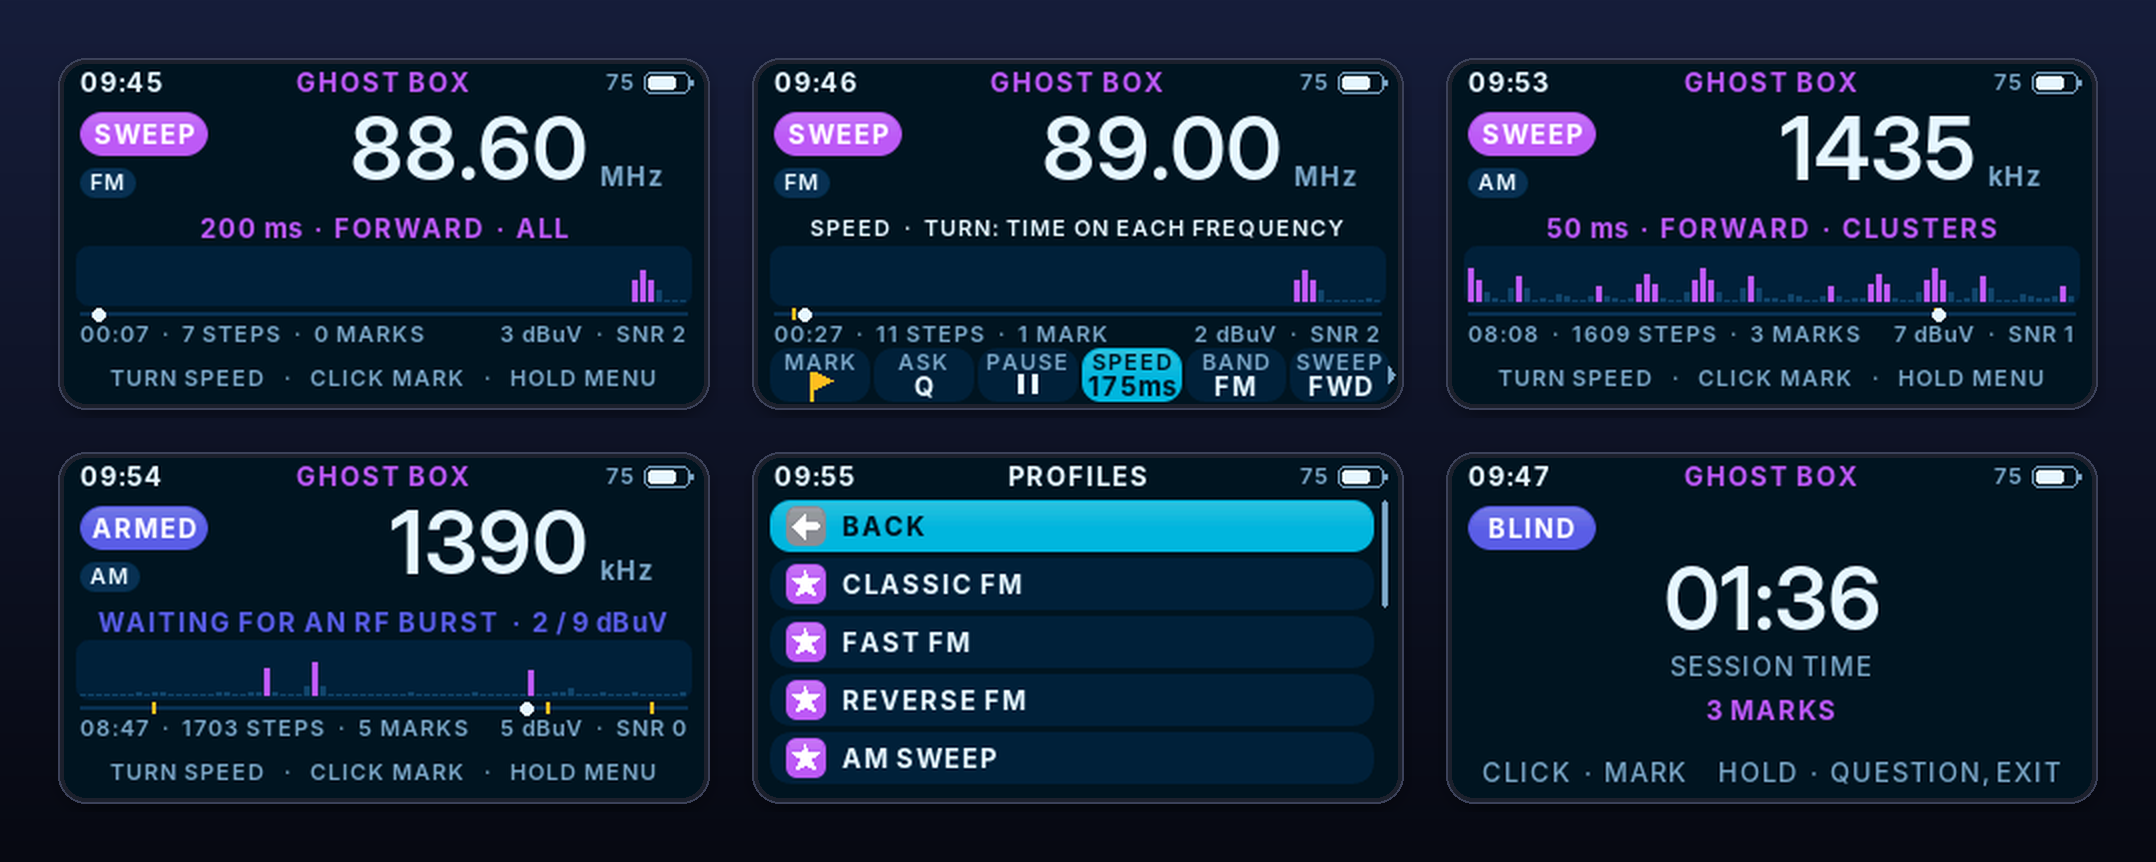 09:45 GHOST BOX 75
SWEEP 88.60 MHz
FM
200 ms · FORWARD · ALL
00:07 · 7 STEPS · 0 MARKS 3 dBuV · SNR 2
TURN SPEED · CLICK MARK · HOLD MENU
09:46 GHOST BOX 75
SWEEP 89.00 MHz
FM
SPEED · TURN: TIME ON EACH FREQUENCY
00:27 · 11 STEPS · 1 MARK 2 dBuV · SNR 2
MARK ASK PAUSE SPEED BAND SWEEP
Q 175ms FM FWD
09:53 GHOST BOX 75
SWEEP 1435 kHz
AM
50 ms · FORWARD · CLUSTERS
08:08 · 1609 STEPS · 3 MARKS 7 dBuV · SNR 1
TURN SPEED · CLICK MARK · HOLD MENU
09:54 GHOST BOX 75
ARMED 1390 kHz
AM
WAITING FOR AN RF BURST · 2 / 9 dBuV
08:47 · 1703 STEPS · 5 MARKS 5 dBuV · SNR 0
TURN SPEED · CLICK MARK · HOLD MENU
09:55 PROFILES 75
BACK
CLASSIC FM
FAST FM
REVERSE FM
AM SWEEP
09:47 GHOST BOX 75
BLIND
01:36
SESSION TIME
3 MARKS
CLICK · MARK HOLD · QUESTION, EXIT